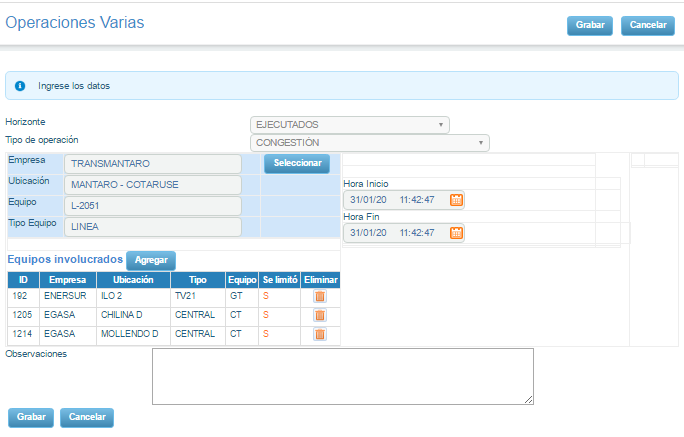 Operaciones Varias
Grabar Cancelar
Ingrese los datos
Horizonte EJECUTADOS
Tipo de operación CONGESTIÓN
Empresa TRANSMANTARO Seleccionar
Ubicación MANTARO - COTARUSE
Equipo L-2051
Tipo Equipo LINEA
Hora Inicio
31/01/20 11:42:47
Hora Fin
31/01/20 11:42:47
Equipos involucrados Agregar
ID Empresa Ubicación Tipo Equipo Se limitó Eliminar
192 ENERSUR ILO 2 TV21 GT S
1205 EGASA CHILINA D CENTRAL CT S
1214 EGASA MOLLENDO D CENTRAL CT S
Observaciones
Grabar Cancelar